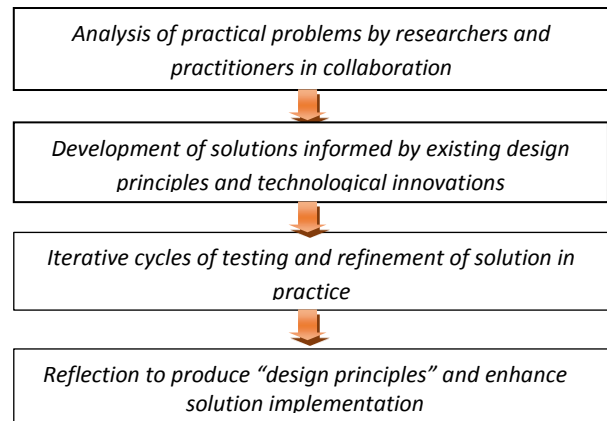 Analysis of practical problems by researchers and
practitioners in collaboration
Development of solutions informed by existing design
principles and technological innovations
Iterative cycles of testing and refinement of solution in
practice
Reflection to produce “design principles” and enhance
solution implementation